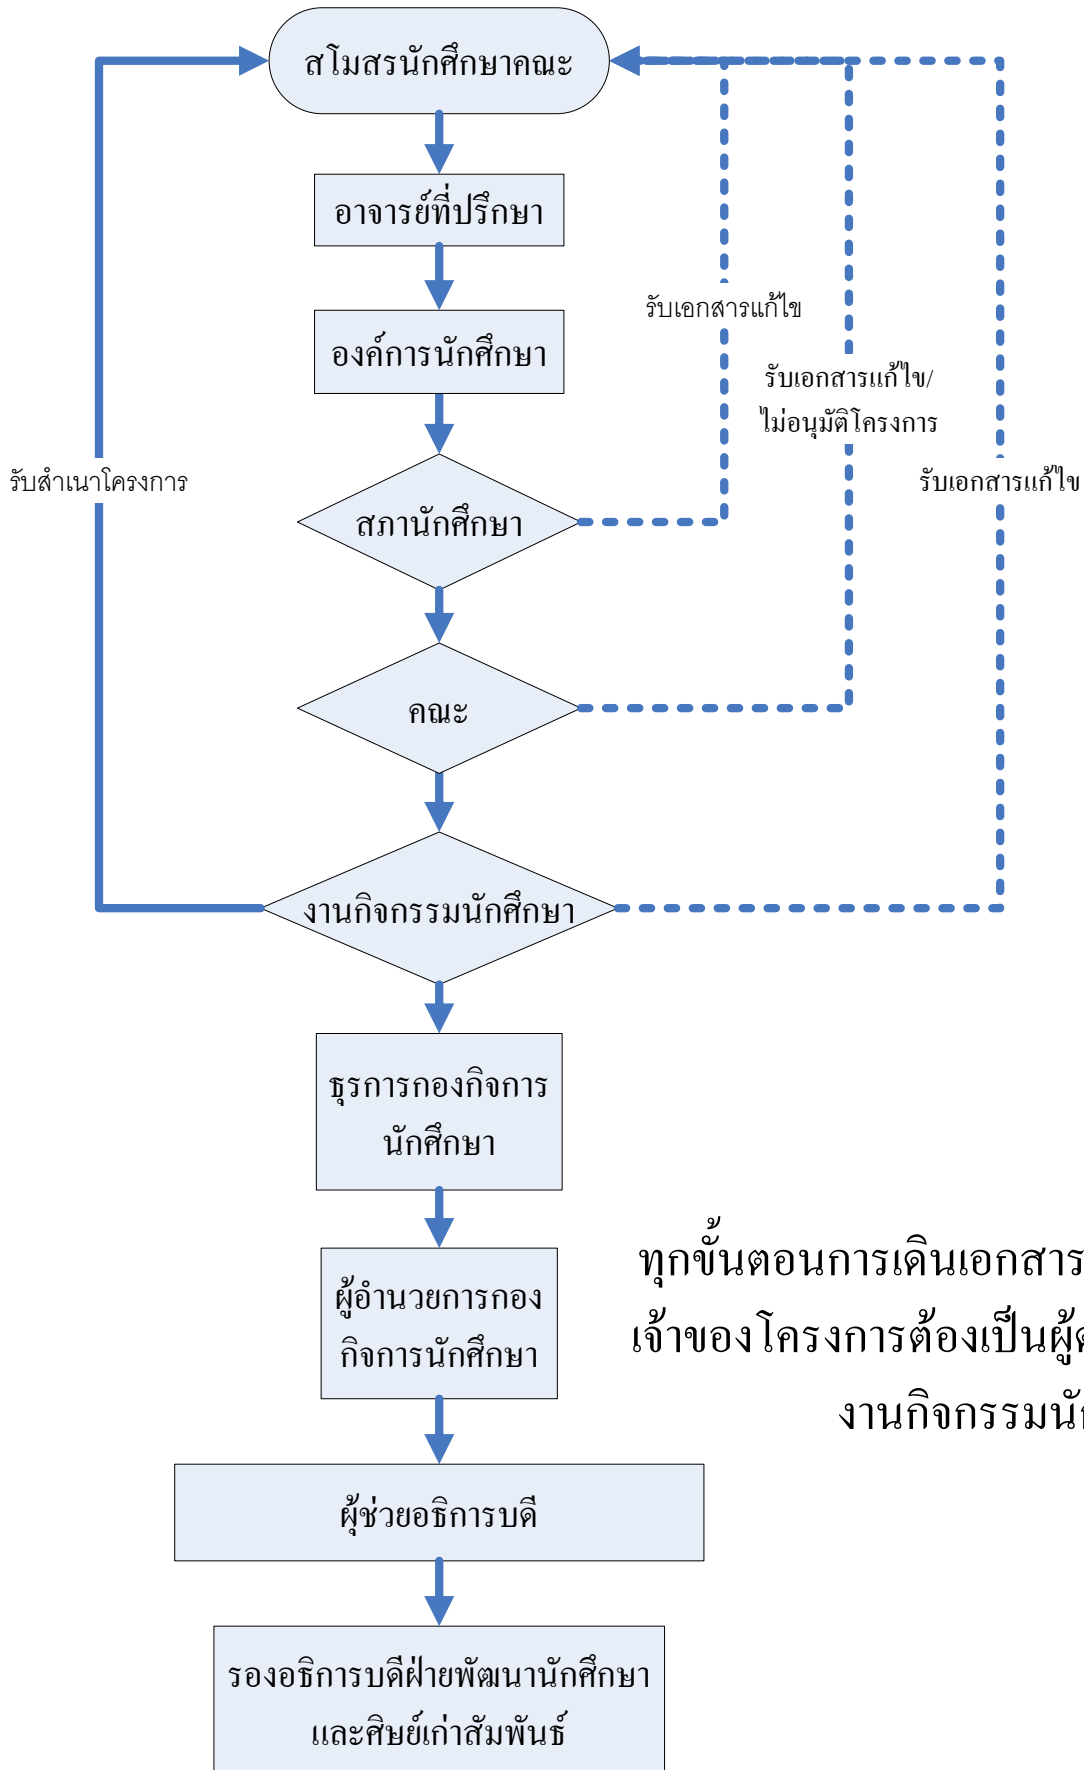 สโมสรนักศึกษาคณะ
อาจารย์ที่ปรึกษา
องค์การนักศึกษา
รับเอกสารแก้ไข
รับเอกสารแก้ไข/
ไม่อนุมัติโครงการ
รับสำเนาโครงการ
รับเอกสารแก้ไข
สภานักศึกษา
คณะ
งานกิจกรรมนักศึกษา
ธุรการกองกิจการ
นักศึกษา
ผู้อำนวยการกอง
กิจการนักศึกษา
ทุกขั้นตอนการเดินเอกสาร
เจ้าของโครงการต้องเป็นผู้
งานกิจกรรมนัก
ผุ้ช่วยอธิการบดี
รองอธิการบดีฝ่ายพัฒนานักศึกษา
และศิษย์เก่าสัมพันธ์